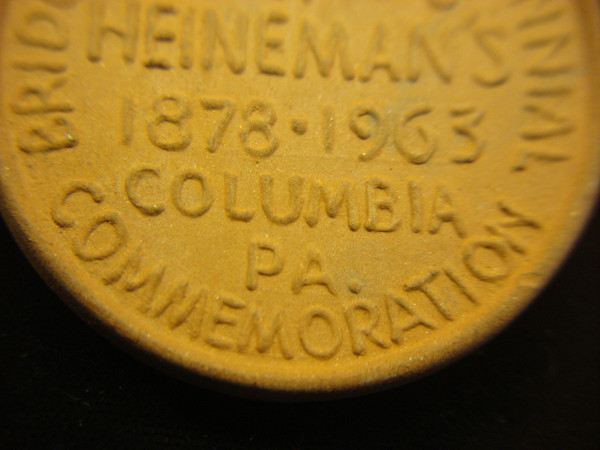 HEINEMAN'S
1878·1963
COLUMBIA
PA.
COMMEMORATION